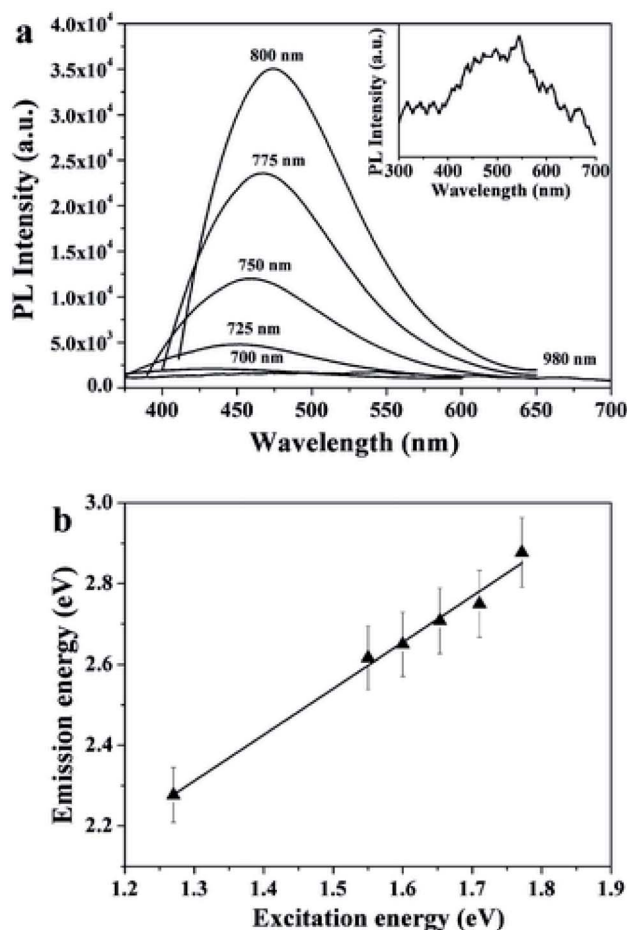 a
4.0x10⁴
3.5x10⁴
3.0x10⁴
2.5x10⁴
2.0x10⁴
1.5x10⁴
1.0x10⁴
5.0x10³
0.0
PL Intensity (a.u.)
800 nm
775 nm
750 nm
725 nm
700 nm
980 nm
400 450 500 550 600 650 700
Wavelength (nm)
PL Intensity (a.u.)
300 400 500 600 700
Wavelength (nm)
b
3.0
2.8
2.6
2.4
2.2
Emission energy (eV)
1.2 1.3 1.4 1.5 1.6 1.7 1.8 1.9
Excitation energy (eV)